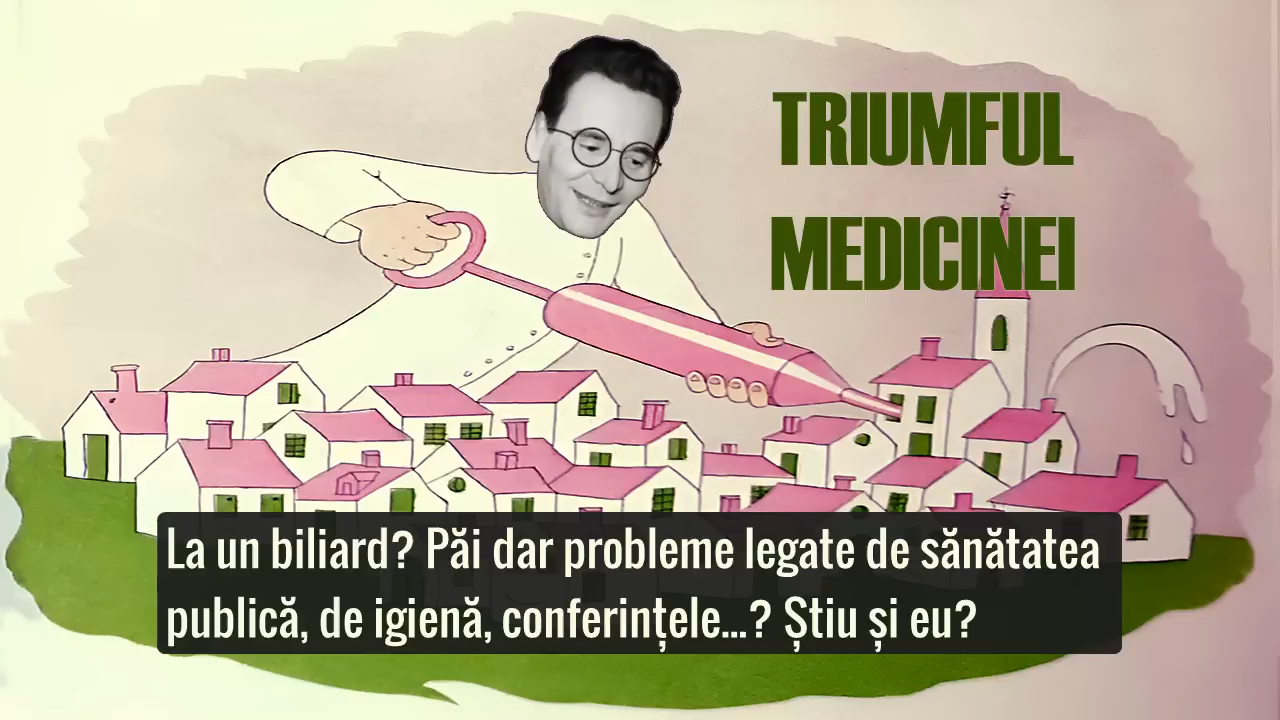 TRIUMFUL
MEDICINEI
La un biliard? Păi dar probleme legate de sănătatea
publică, de igienă, conferințele...? Știu și eu?